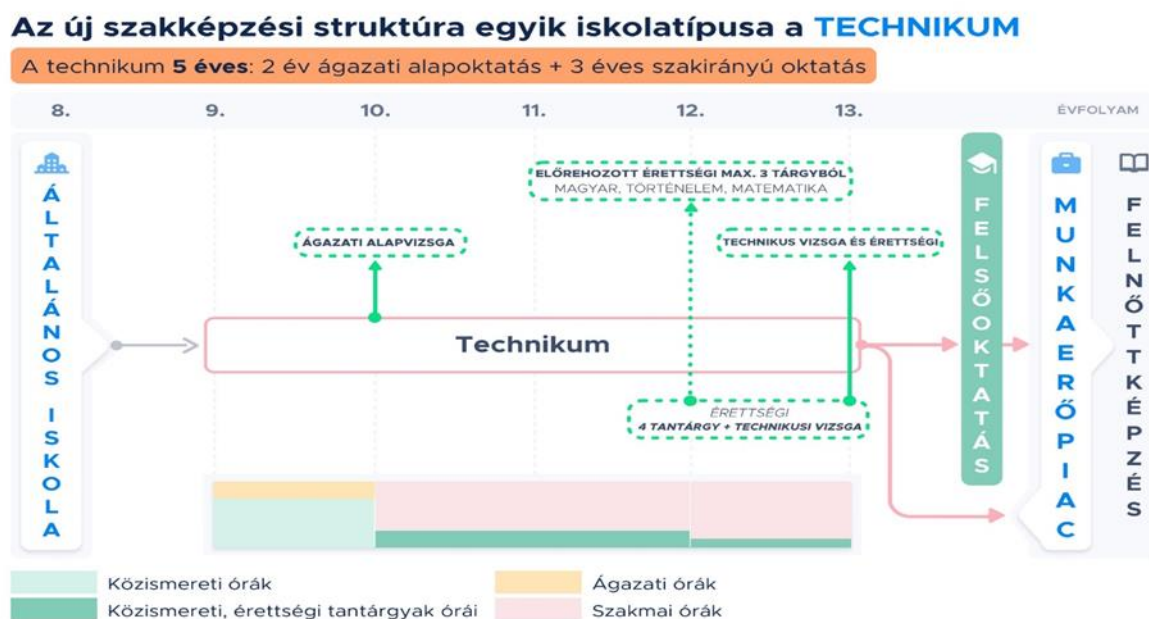 Az új szakképzési struktúra egyik iskolatípusa a TECHNIKUM
A technikum 5 éves: 2 év ágazati alapoktatás + 3 éves szakirányú oktatás
8. 9. 10. 11. 12. 13. ÉVFOLYAM
ÁLTALÁNOS ISKOLA
ÁGAZATI ALAPVIZSGA
ELŐREHOZOTT ÉRETTSÉGI MAX. 3 TÁRGYBÓL
MAGYAR, TÖRTÉNELEM, MATEMATIKA
TECHNIKUS VIZSGA ÉS ÉRETTSÉGI
Technikum
ÉRETTSÉGI
4 TANTÁRGY + TECHNIKUSI VIZSGA
FELSŐOKTATÁS
MUNKAERŐPIAC
FELNŐTTKÉPZÉS
Közismereti órák
Ágazati órák
Közismereti, érettségi tantárgyak órái
Szakmai órák